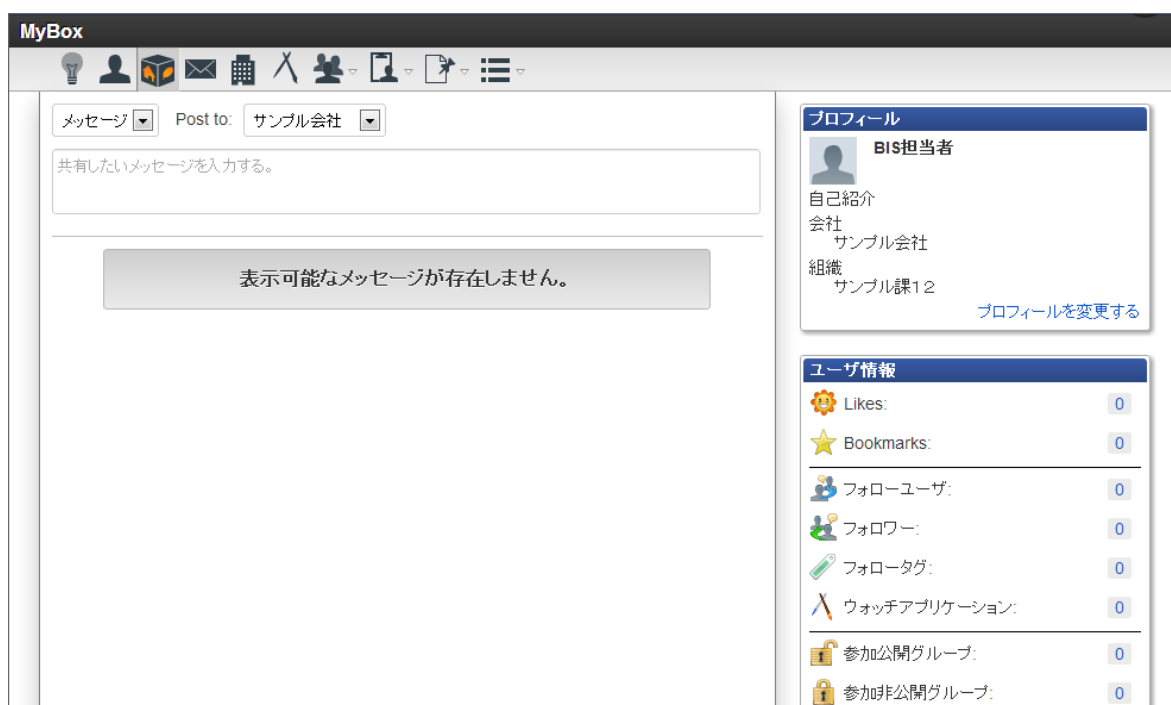 MyBox
メッセージ Post to: サンプル会社
共有したいメッセージを入力する。
表示可能なメッセージが存在しません。
プロフィール
BIS担当者
自己紹介
会社
サンプル会社
組織
サンプル課12
プロフィールを変更する
ユーザ情報
Likes: 0
Bookmarks: 0
フォローユーザ: 0
フォロワー: 0
フォロータグ: 0
ウォッチアプリケーション: 0
参加公開グループ: 0
参加非公開グループ: 0